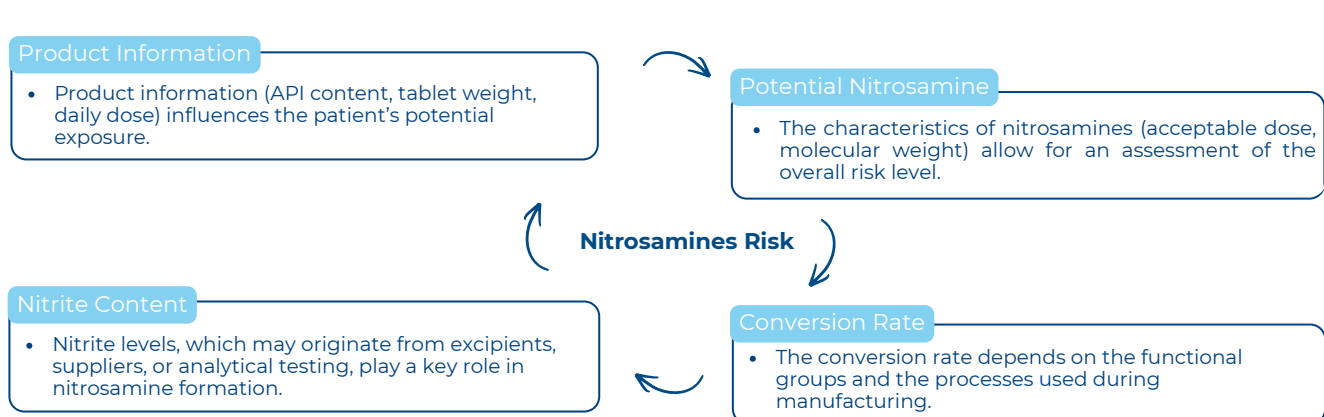 Product Information
• Product information (API content, tablet weight,
daily dose) influences the patient’s potential
exposure.
Potential Nitrosamine
• The characteristics of nitrosamines (acceptable dose,
molecular weight) allow for an assessment of the
overall risk level.
Nitrosamines Risk
Nitrite Content
• Nitrite levels, which may originate from excipients,
suppliers, or analytical testing, play a key role in
nitrosamine formation.
Conversion Rate
• The conversion rate depends on the functional
groups and the processes used during
manufacturing.